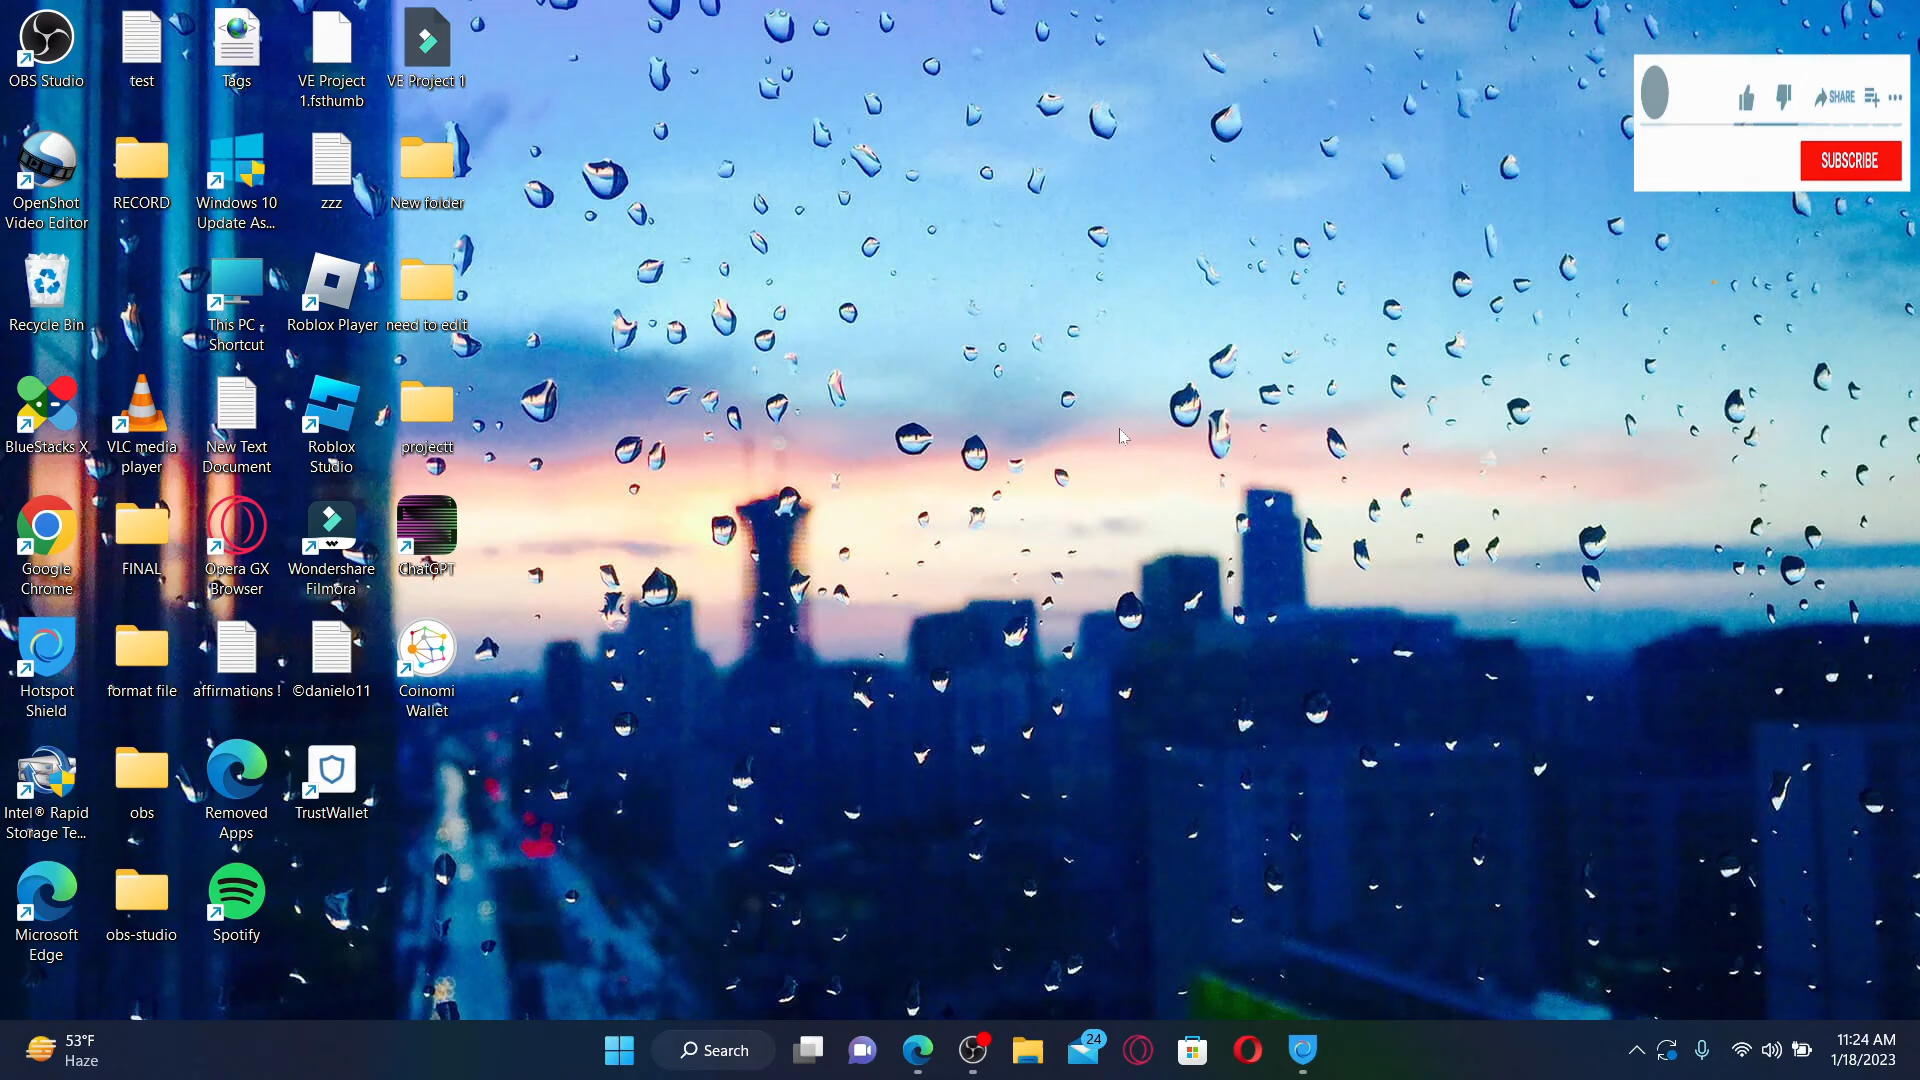 OBS Studio
test
Tags
VE Project
1.fsthumb
VE Project 1
OpenShot
Video Editor
RECORD
Windows 10
Update As...
zzz
New folder
Recycle Bin
This PC -
Shortcut
Roblox Player
need to edit
BlueStacks X
VLC media
player
New Text
Document
Roblox
Studio
projectt
Google
Chrome
FINAL
Opera GX
Browser
Wondershare
Filmora
ChatGPT
Hotspot
Shield
format file
affirmations !
©danielo11
Coinomi
Wallet
Intel® Rapid
Storage Te...
obs
Removed
Apps
TrustWallet
Microsoft
Edge
obs-studio
Spotify
SHARE
SUBSCRIBE
53°F
Haze
Search
24
11:24 AM
1/18/2023